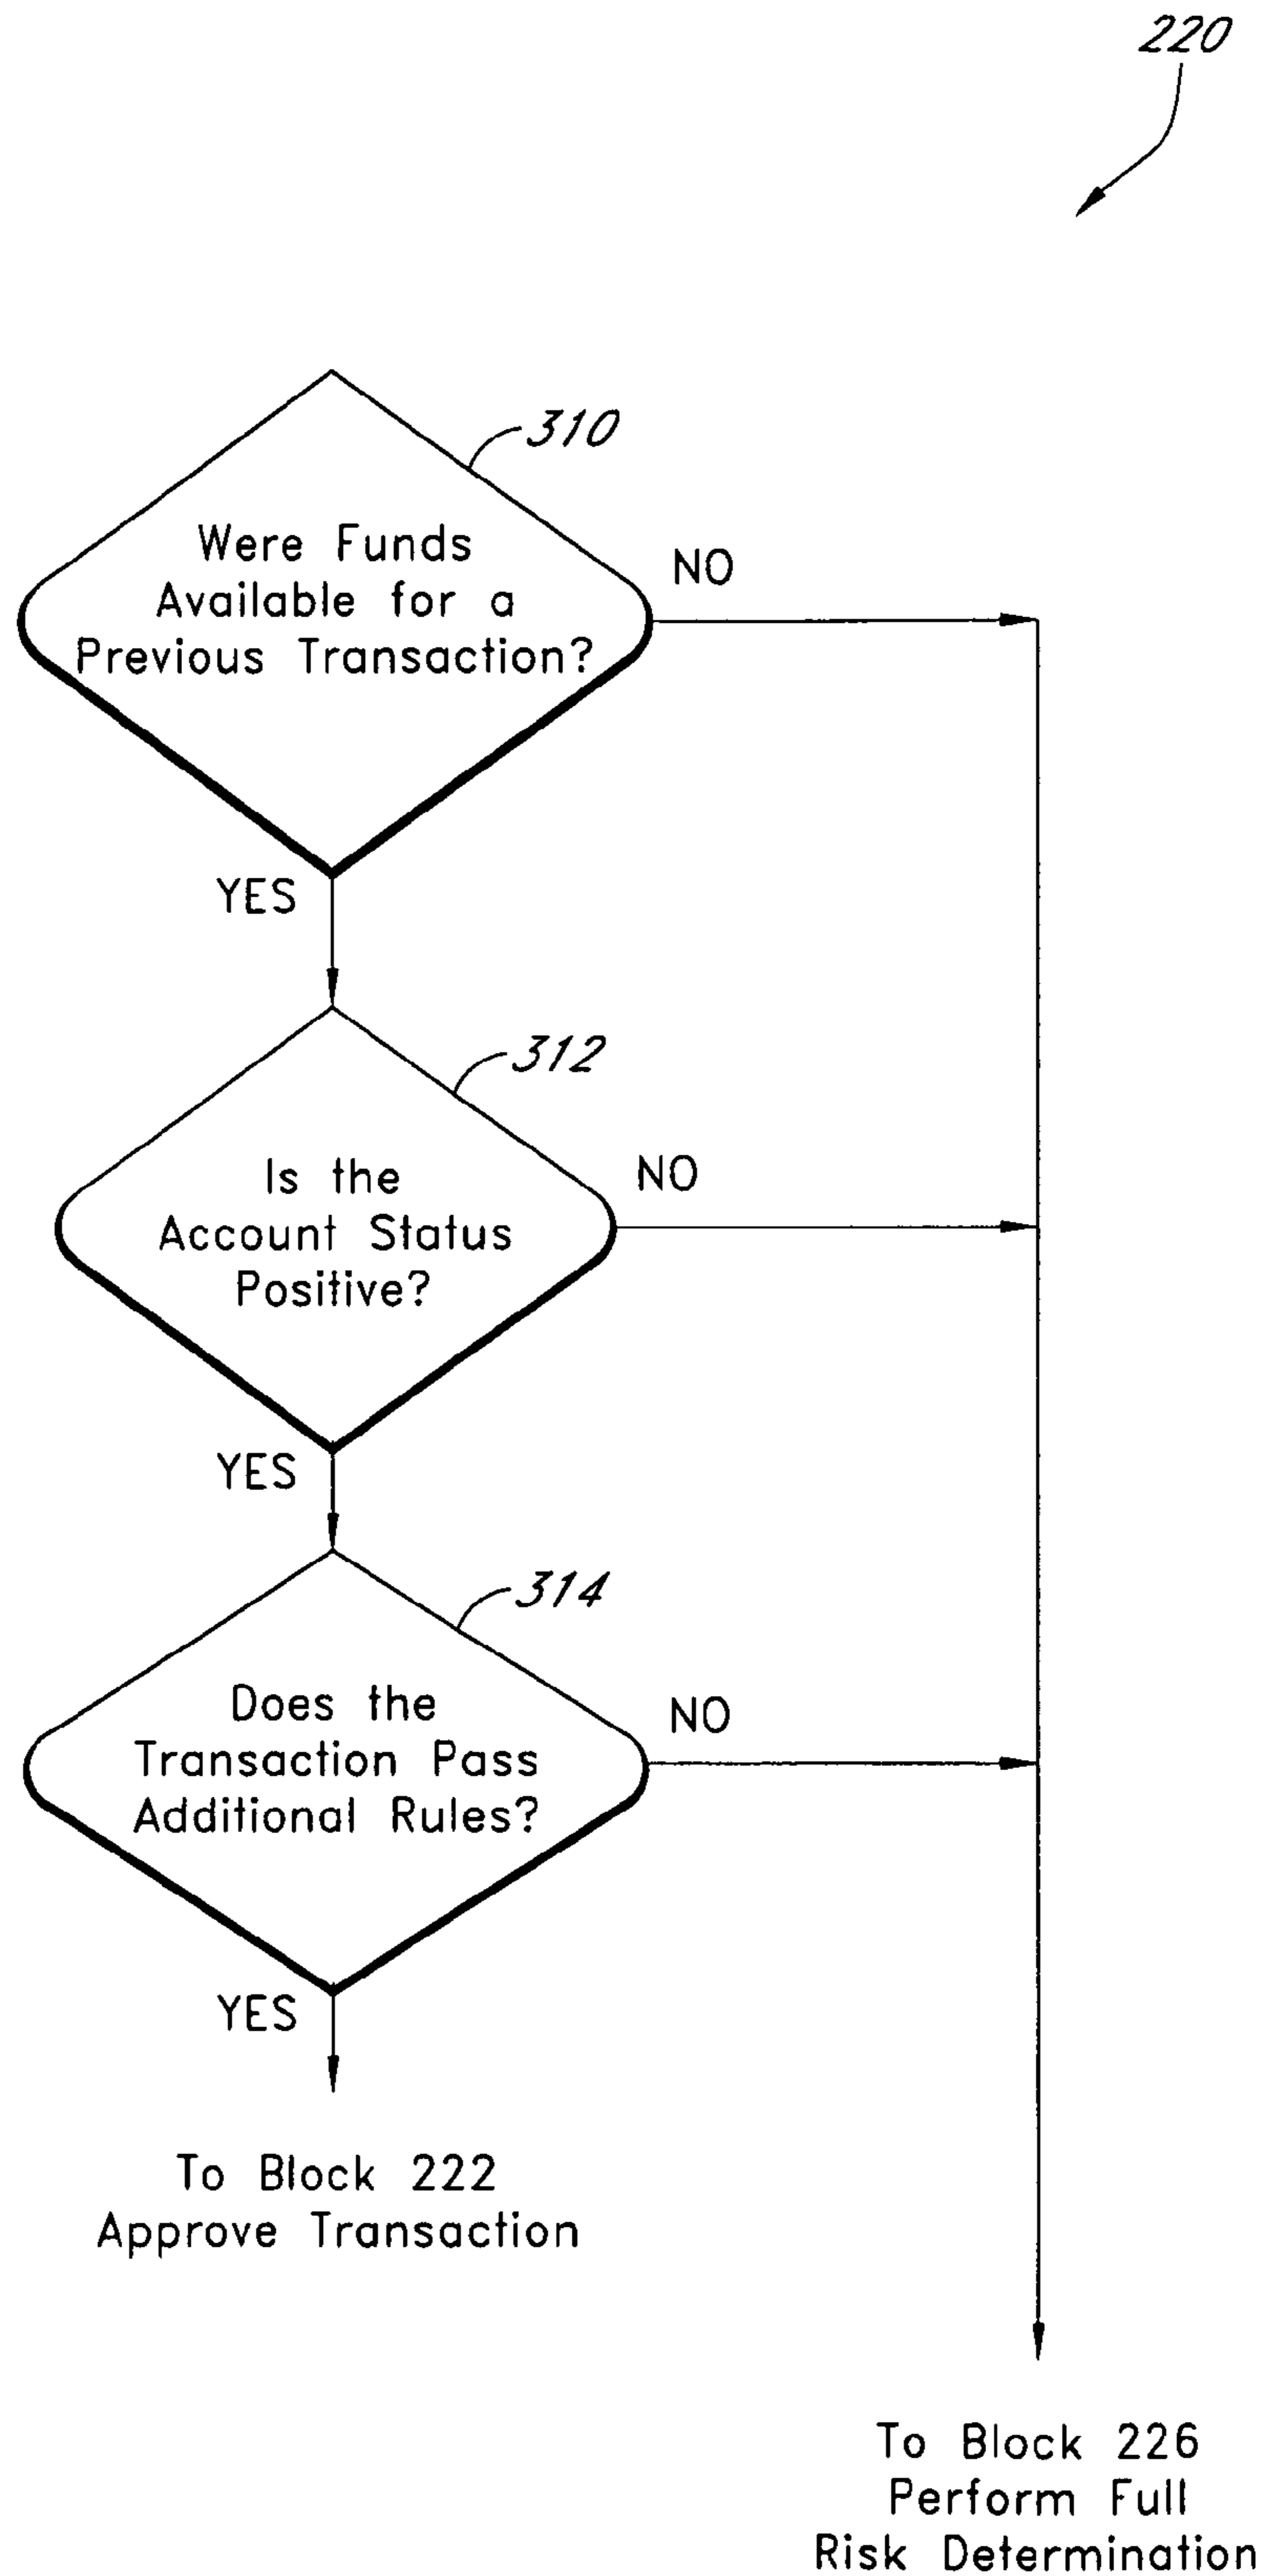 220
310
Were Funds
Available for a
Previous Transaction?
NO
YES
312
Is the
Account Status
Positive?
NO
YES
314
Does the
Transaction Pass
Additional Rules?
NO
YES
To Block 222
Approve Transaction
To Block 226
Perform Full
Risk Determination